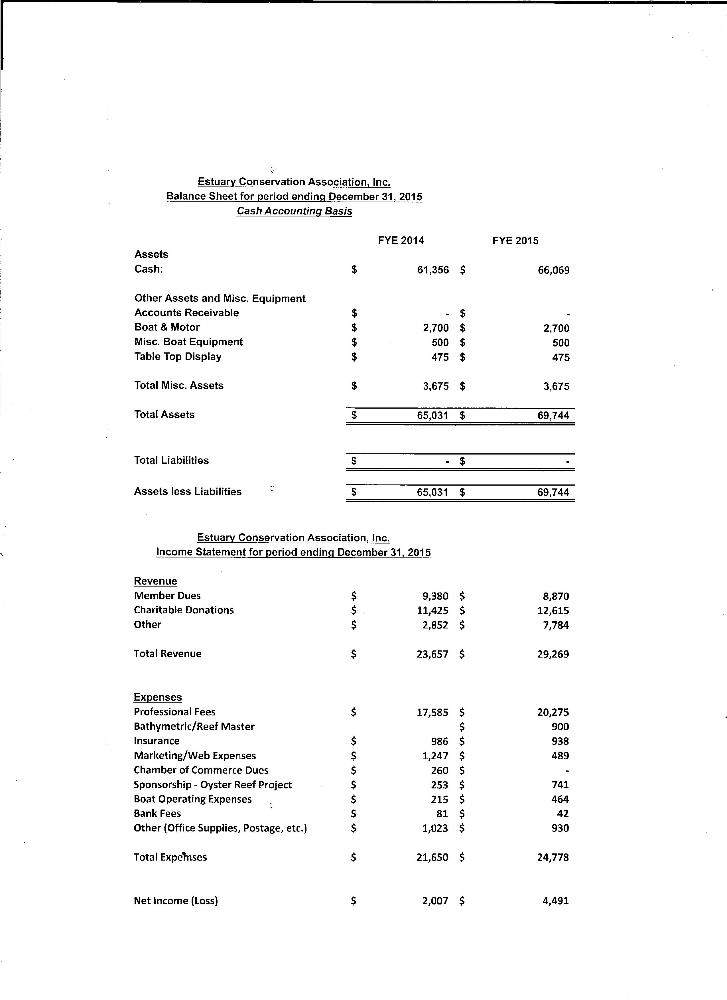 Estuary Conservation Association, Inc.
Balance Sheet for period ending December 31, 2015
Cash Accounting Basis
FYE 2014 FYE 2015
Assets
Cash: $ 61,356 $ 66,069
Other Assets and Misc. Equipment
Accounts Receivable $ - $ -
Boat & Motor $ 2,700 $ 2,700
Misc. Boat Equipment $ 500 $ 500
Table Top Display $ 475 $ 475
Total Misc. Assets $ 3,675 $ 3,675
Total Assets $ 65,031 $ 69,744
Total Liabilities $ - $ -
Assets less Liabilities $ 65,031 $ 69,744
Estuary Conservation Association, Inc.
Income Statement for period ending December 31, 2015
Revenue
Member Dues $ 9,380 $ 8,870
Charitable Donations $ 11,425 $ 12,615
Other $ 2,852 $ 7,784
Total Revenue $ 23,657 $ 29,269
Expenses
Professional Fees $ 17,585 $ 20,275
Bathymetric/Reef Master $ 900
Insurance $ 986 $ 938
Marketing/Web Expenses $ 1,247 $ 489
Chamber of Commerce Dues $ 260 $ -
Sponsorship - Oyster Reef Project $ 253 $ 741
Boat Operating Expenses $ 215 $ 464
Bank Fees $ 81 $ 42
Other (Office Supplies, Postage, etc.) $ 1,023 $ 930
Total Expemses $ 21,650 $ 24,778
Net Income (Loss) $ 2,007 $ 4,491